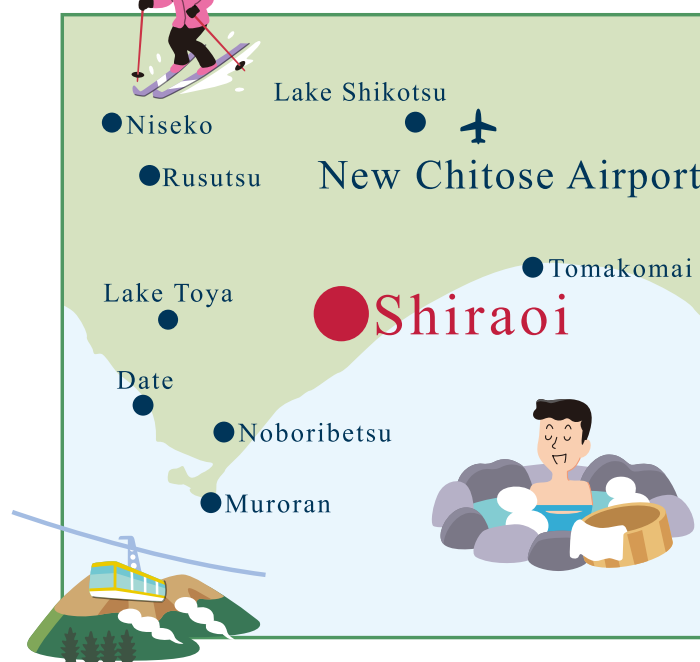 Lake Shikotsu
Niseko
Rusutsu
New Chitose Airport
Tomakomai
Lake Toya
Shiraoi
Date
Noboribetsu
Muroran